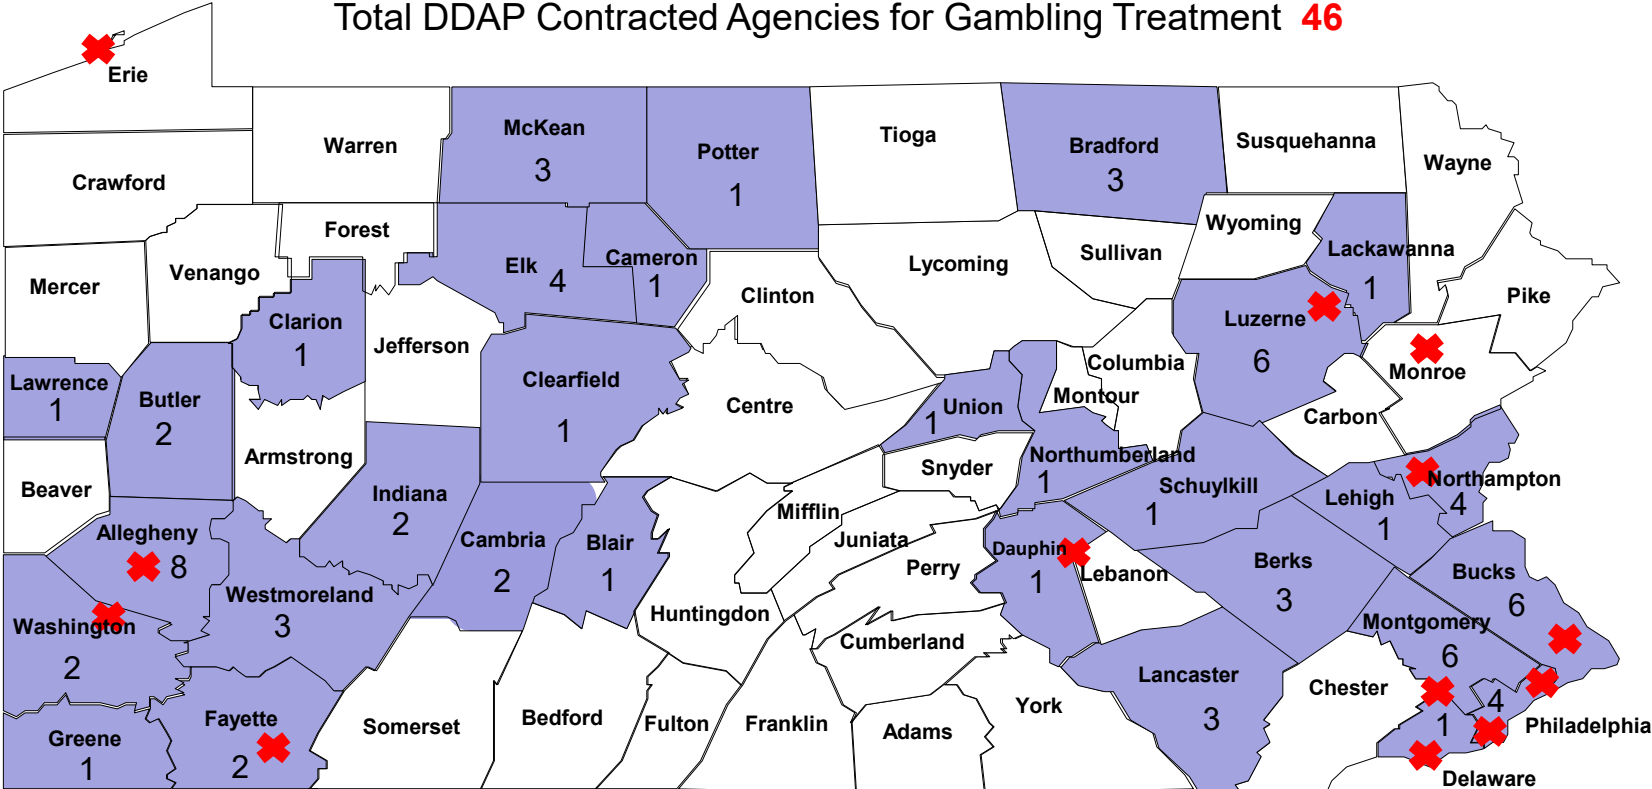 Total DDAP Contracted Agencies for Gambling Treatment 46
Erie
Warren
McKean
3
Potter
1
Tioga
Bradford
3
Susquehanna
Wayne
Crawford
Forest
Wyoming
Sullivan
Lackawanna
1
Venango
Mercer
Elk 4
Cameron
1
Lycoming
Clinton
Pike
Clarion
1
Jefferson
Luzerne
6
Columbia
Monroe
Lawrence
1
Butler
2
Clearfield
1
Centre
Union
1
Montour
Carbon
Armstrong
Beaver
Indiana
2
Snyder
Northumberland
1
Schuylkill
1
Lehigh
1
Northampton
4
Allegheny
8
Cambria
2
Blair
1
Mifflin
Juniata
Perry
Dauphin
1
Lebanon
Berks
3
Bucks
6
Westmoreland
3
Huntingdon
Washington
2
Cumberland
Montgomery
6
Lancaster
3
Chester
4
Philadelphia
Greene
1
Fayette
2
Somerset
Bedford
Fulton
Franklin
Adams
York
1
Delaware